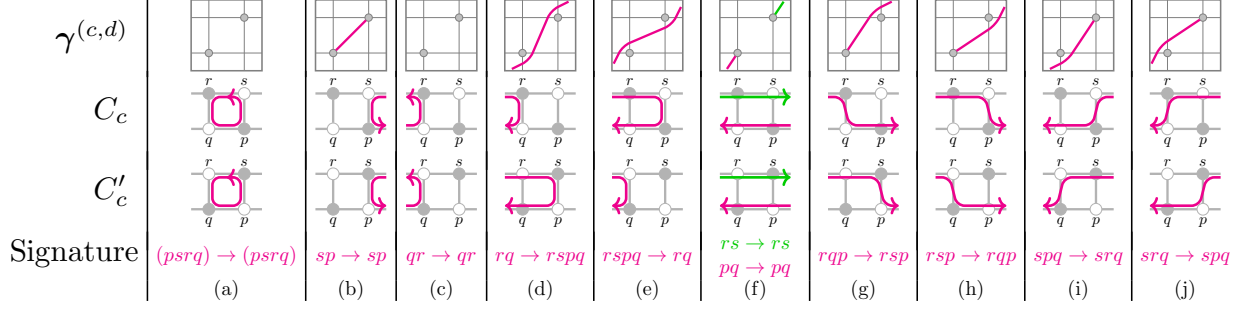 γ^(c,d)
r s r s r s r s r s r s r s r s r s r s
C_c
q p q p q p q p q p q p q p q p q p q p
r s r s r s r s r s r s r s r s r s r s
C′_c
q p q p q p q p q p q p q p q p q p q p
Signature (psrq) → (psrq) sp → sp qr → qr rq → rspq rspq → rq rs → rs pq → pq rqp → rsp rsp → rqp spq → srq srq → spq
(a) (b) (c) (d) (e) (f) (g) (h) (i) (j)